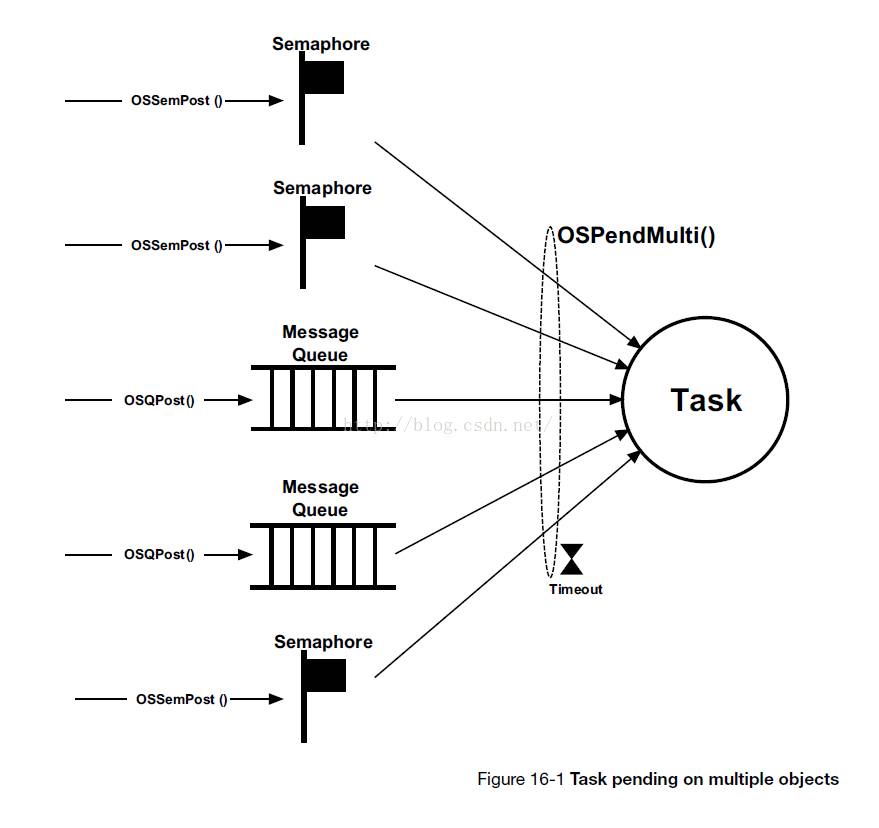 Semaphore
OSSemPost ()
Semaphore
OSSemPost ()
OSPendMulti()
Message
Queue
OSQPost()
Task
http://blog.csdn.net/
Message
Queue
OSQPost()
Timeout
Semaphore
OSSemPost ()
Figure 16-1 Task pending on multiple objects